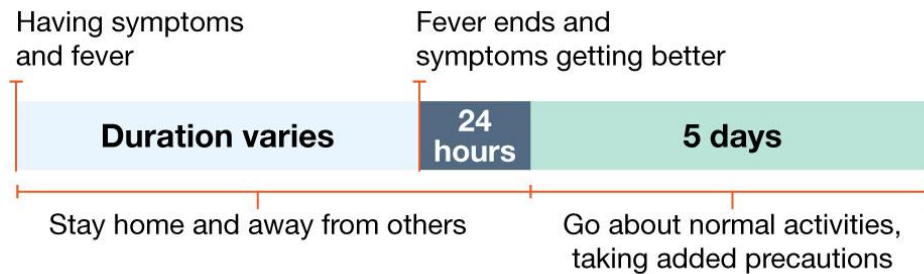 Having symptoms
and fever
Fever ends and
symptoms getting better
Duration varies
24
hours
5 days
Stay home and away from others
Go about normal activities,
taking added precautions